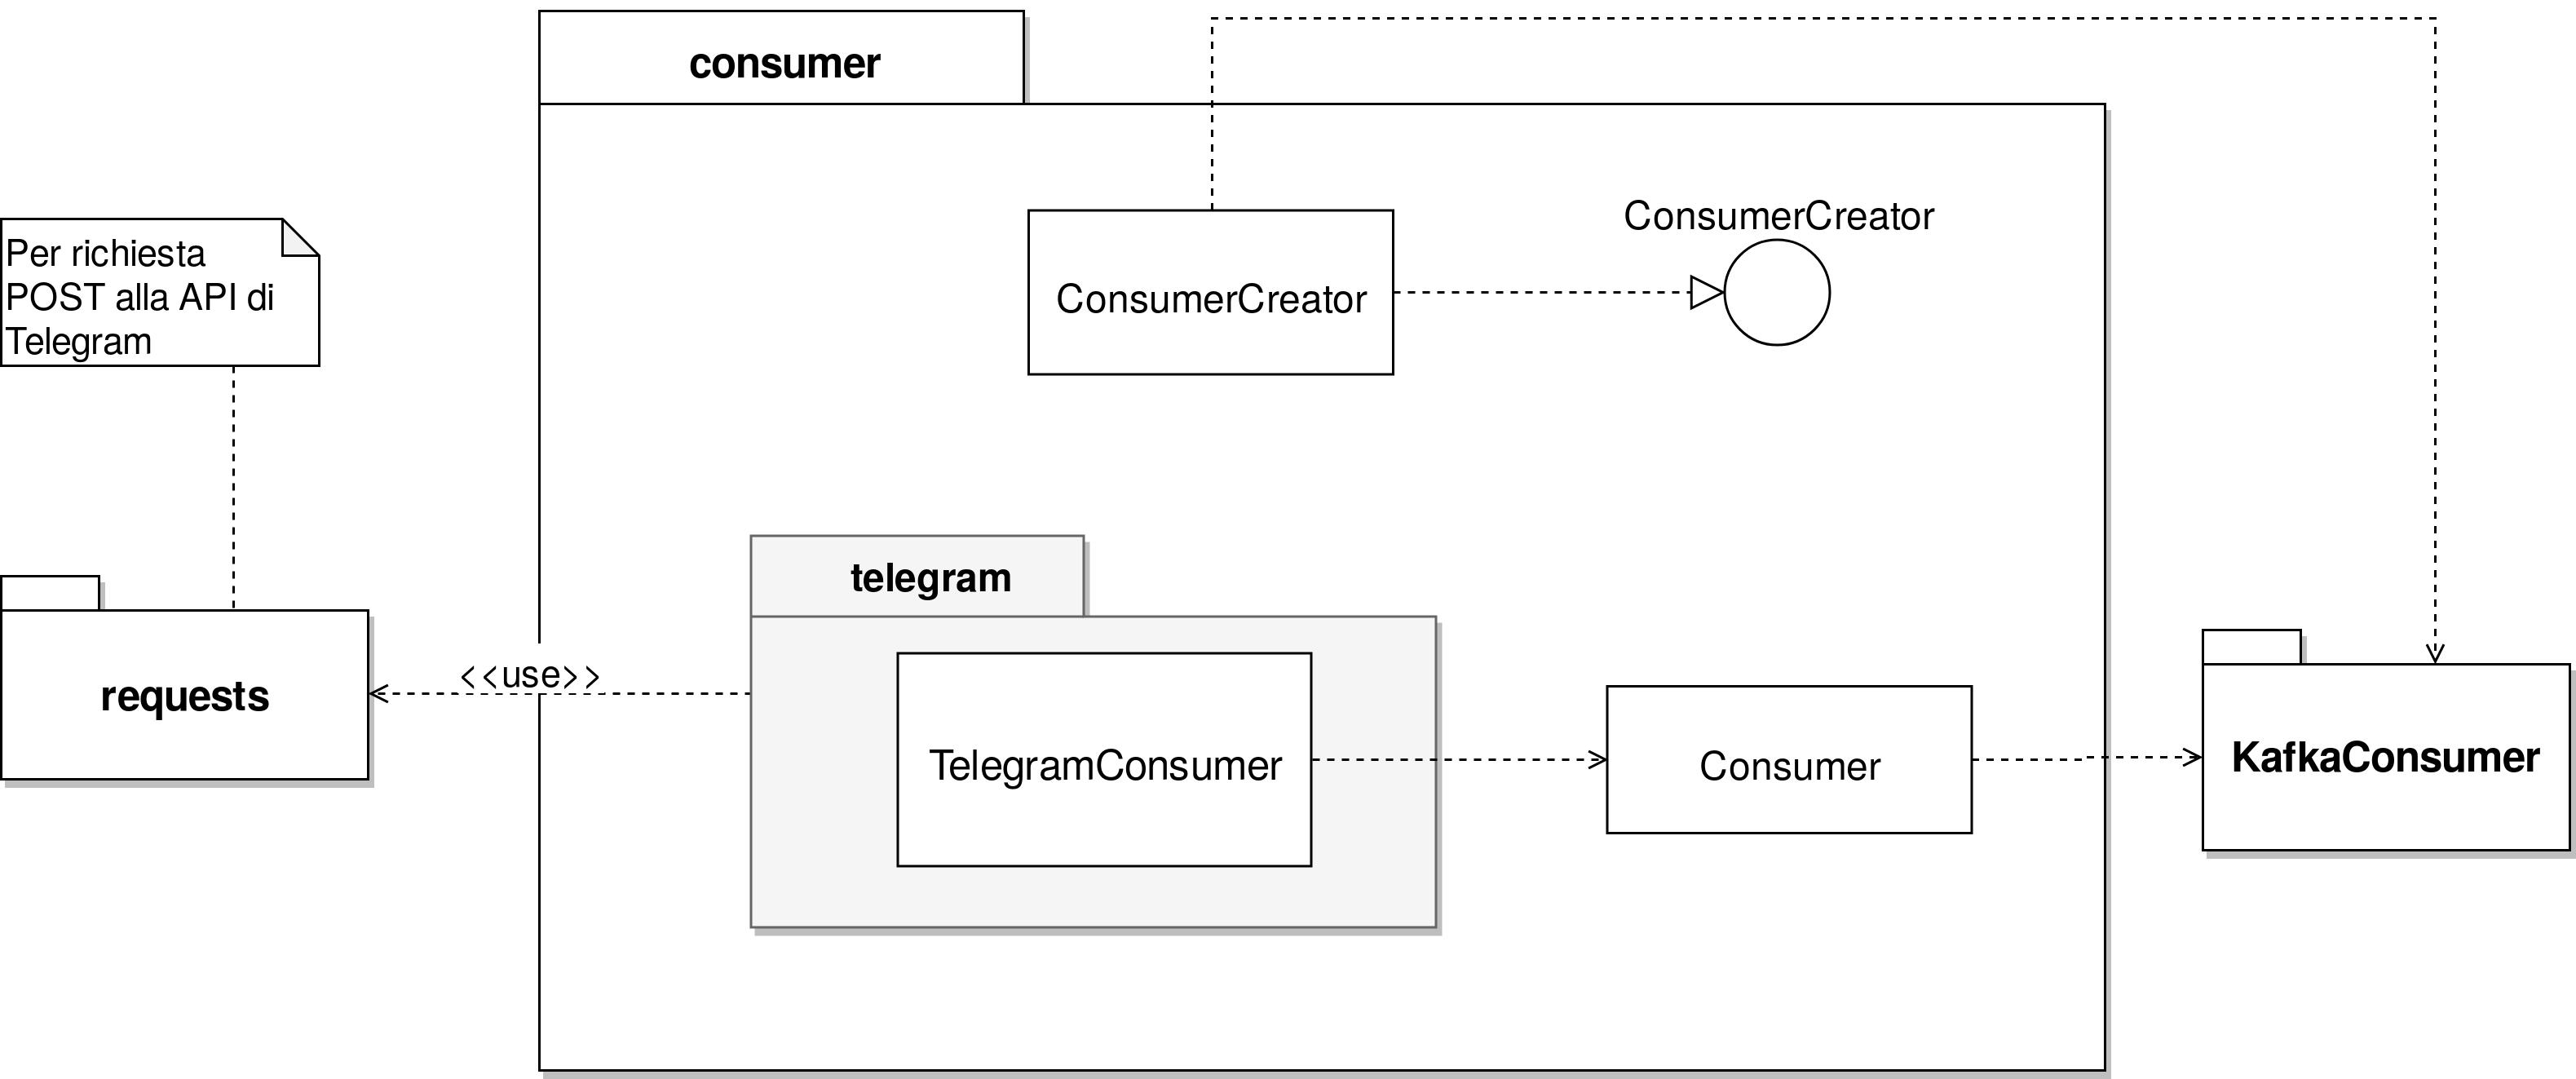 consumer
ConsumerCreator
ConsumerCreator
Per richiesta
POST alla API di
Telegram
telegram
<<use>>
requests
TelegramConsumer
Consumer
KafkaConsumer